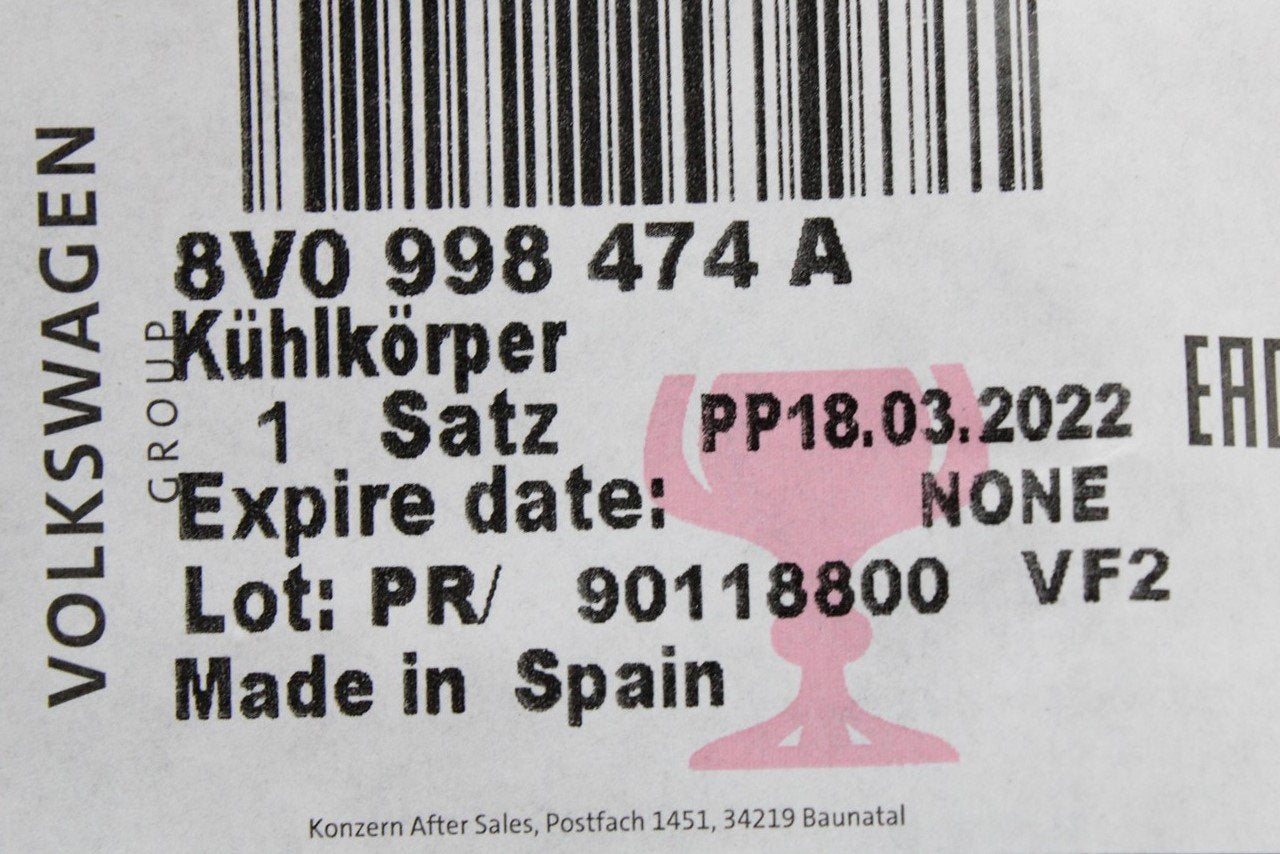 VOLKSWAGEN
GROUP
8V0 998 474 A
Kühlkörper
1 Satz PP18.03.2022
EAC
Expire date: NONE
Lot: PR/ 90118800 VF2
Made in Spain
Konzern After Sales, Postfach 1451, 34219 Baunatal